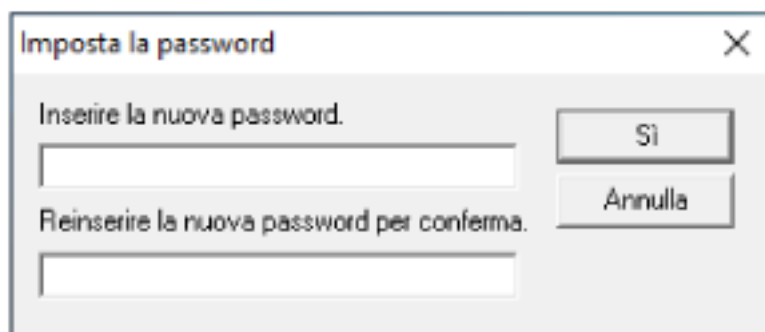 Imposta la password
Inserire la nuova password.
Sì
Annulla
Reinserire la nuova password per conferma.